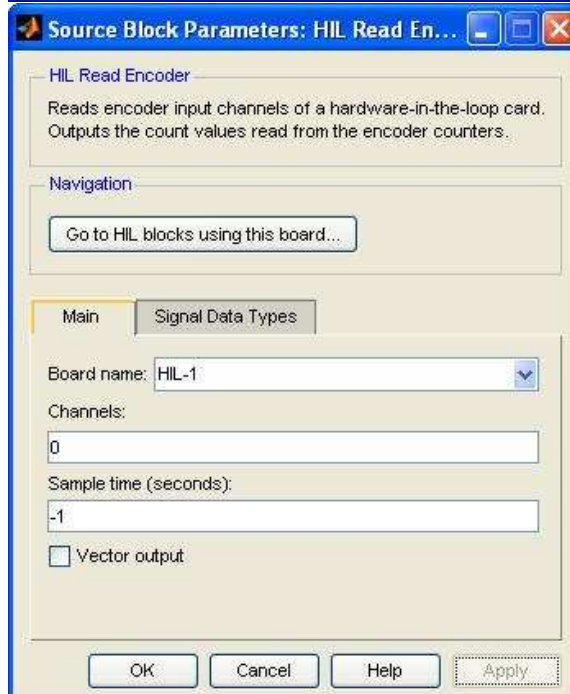 Source Block Parameters: HIL Read En...
HIL Read Encoder
Reads encoder input channels of a hardware-in-the-loop card.
Outputs the count values read from the encoder counters.
Navigation
Go to HIL blocks using this board...
Main Signal Data Types
Board name: HIL-1
Channels:
0
Sample time (seconds):
-1
Vector output
OK Cancel Help Apply